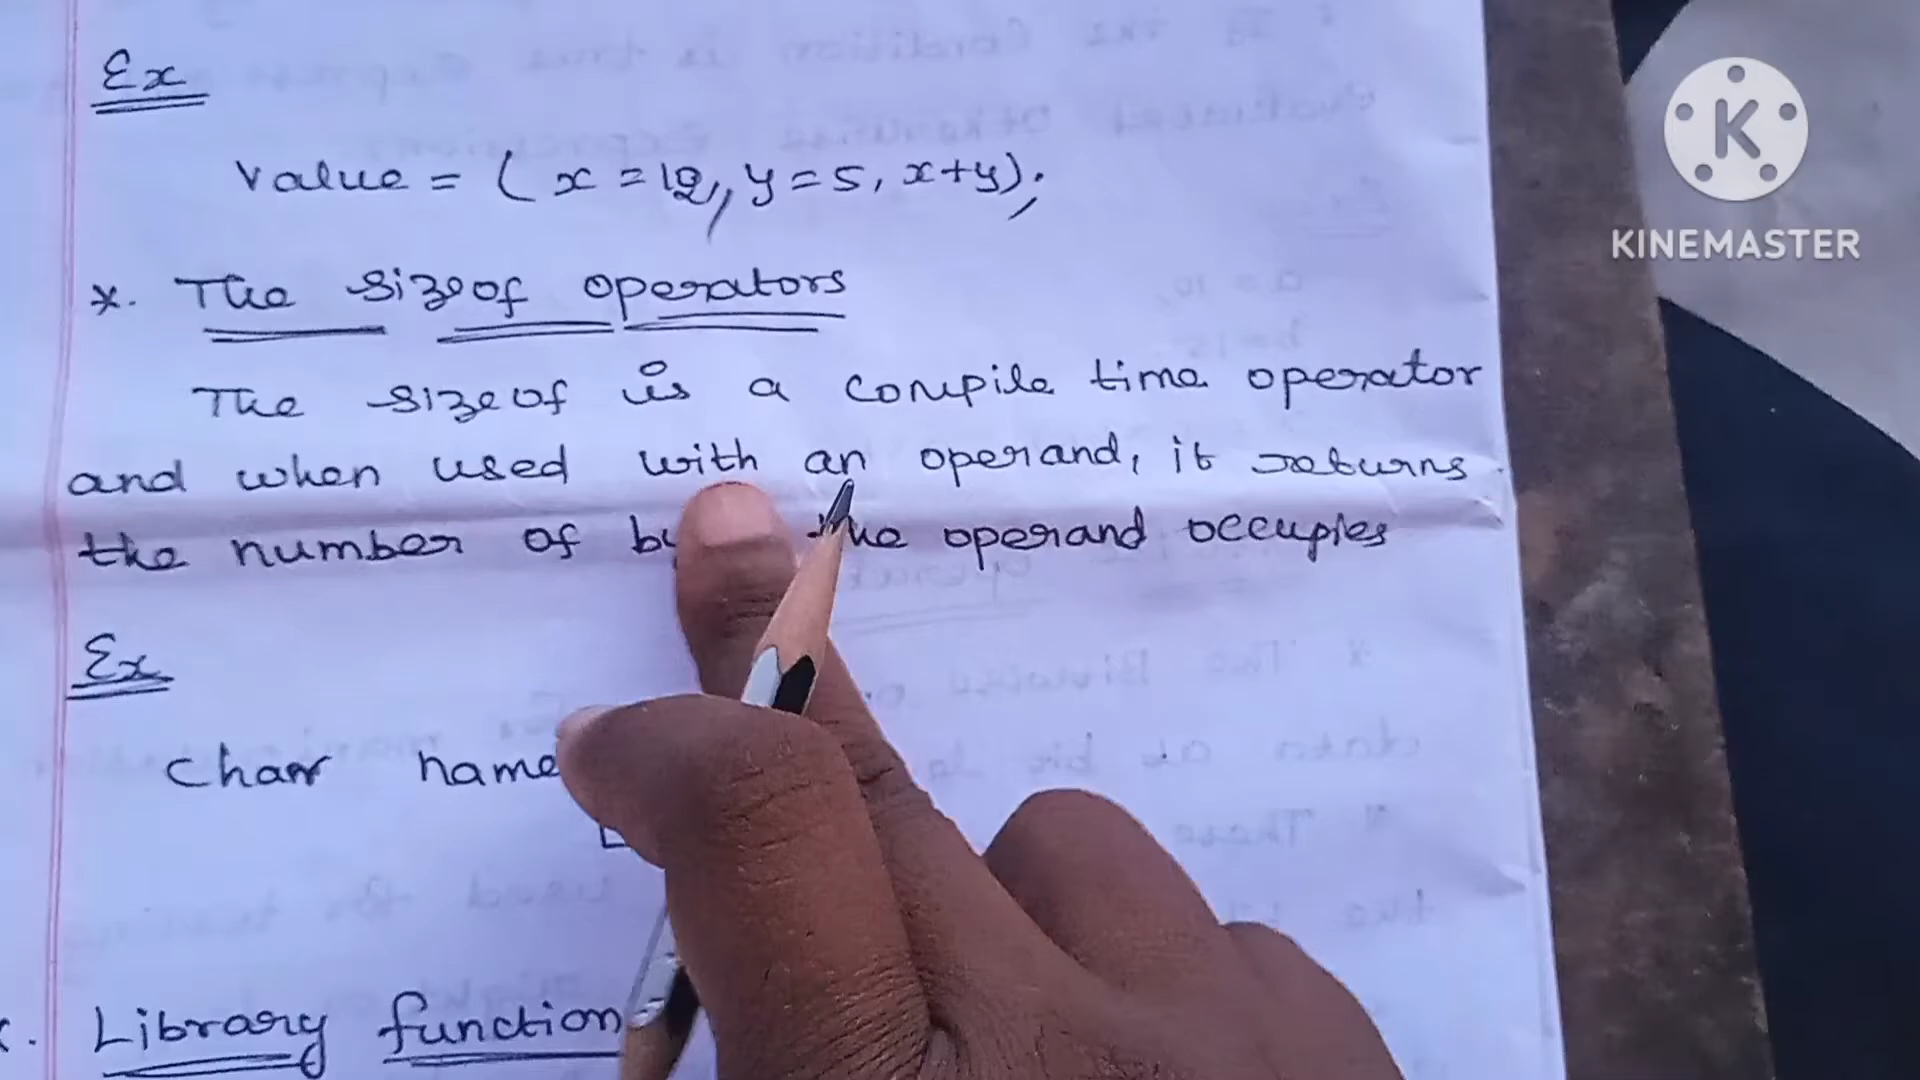 Ex
Value = ( x = 12, y = 5, x+y);
*. The sizeof operators
The sizeof is a compile time operator
and when used with an operand, it returns
the number of the operand occupies
Ex
Char name
Library function
K
KINEMASTER